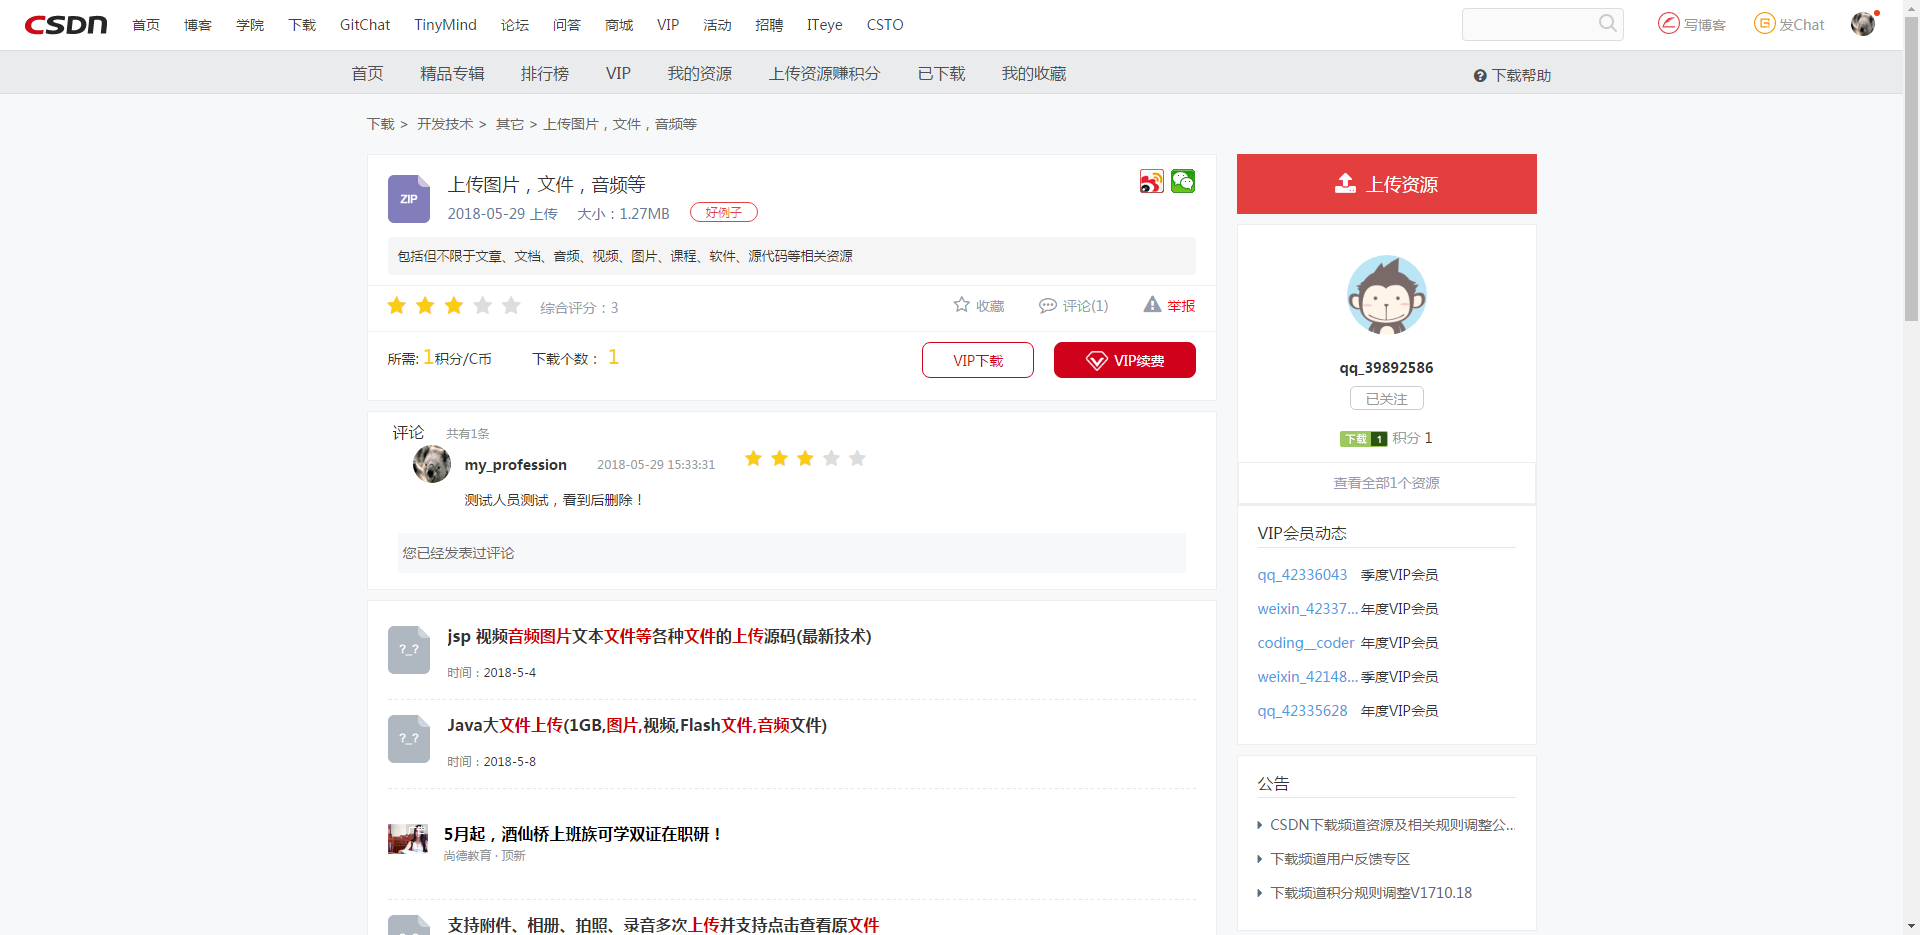 CSDN 首页 博客 学院 下载 GitChat TinyMind 论坛 问答 商城 VIP 活动 招聘 ITeye CSTO 写博客 发Chat
首页 精品专辑 排行榜 VIP 我的资源 上传资源赚积分 已下载 我的收藏 下载帮助
下载 > 开发技术 > 其它 > 上传图片，文件，音频等
ZIP
上传图片，文件，音频等
2018-05-29 上传 大小：1.27MB 好例子
包括但不限于文章、文档、音频、视频、图片、课程、软件、源代码等相关资源
综合评分：3 收藏 评论(1) 举报
所需: 1积分/C币 下载个数： 1 VIP下载 VIP续费
评论 共有1条
my_profession 2018-05-29 15:33:31
测试人员测试，看到后删除！
您已经发表过评论
?_?
jsp 视频音频图片文本文件等各种文件的上传源码(最新技术)
时间：2018-5-4
?_?
Java大文件上传(1GB,图片,视频,Flash文件,音频文件)
时间：2018-5-8
5月起，酒仙桥上班族可学双证在职研！
尚德教育 · 顶新
支持附件、相册、拍照、录音多次上传并支持点击查看原文件
上传资源
qq_39892586
已关注
下载 1 积分 1
查看全部1个资源
VIP会员动态
qq_42336043 季度VIP会员
weixin_42337... 年度VIP会员
coding__coder 年度VIP会员
weixin_42148... 季度VIP会员
qq_42335628 年度VIP会员
公告
CSDN下载频道资源及相关规则调整公...
下载频道用户反馈专区
下载频道积分规则调整V1710.18